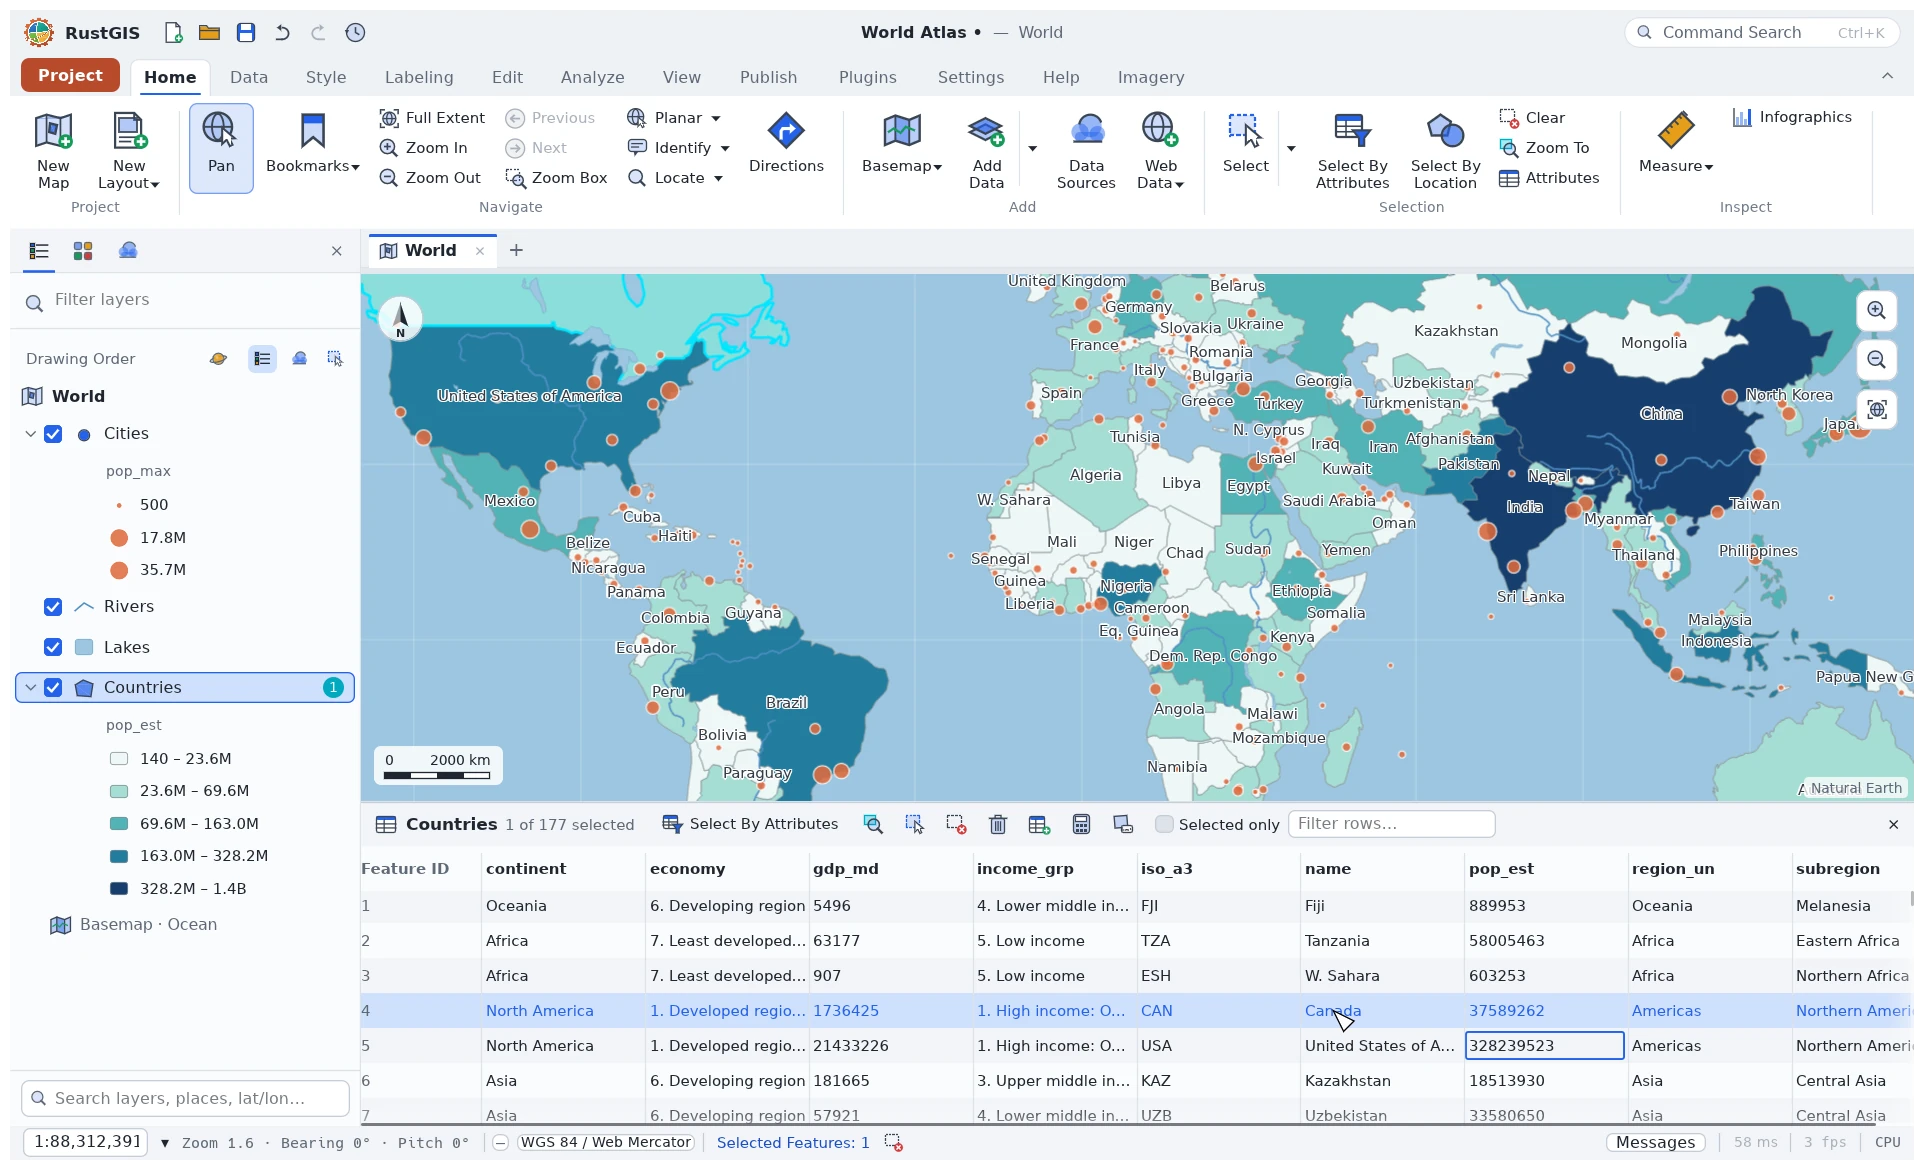 RustGIS
World Atlas • — World
Command Search Ctrl+K
Project Home Data Style Labeling Edit Analyze View Publish Plugins Settings Help Imagery
New Map
New Layout
Project
Pan
Bookmarks
Full Extent
Zoom In
Zoom Out
Previous
Next
Zoom Box
Planar
Identify
Locate
Directions
Navigate
Basemap
Add Data
Data Sources
Web Data
Add
Select
Select By Attributes
Select By Location
Clear
Zoom To
Attributes
Selection
Measure
Infographics
Inspect
Filter layers
Drawing Order
World
Cities
pop_max
500
17.8M
35.7M
Rivers
Lakes
Countries 1
pop_est
140 – 23.6M
23.6M – 69.6M
69.6M – 163.0M
163.0M – 328.2M
328.2M – 1.4B
Basemap · Ocean
Search layers, places, lat/lon...
World
N
United Kingdom
Belarus
Germany
Slovakia
Ukraine
Kazakhstan
Mongolia
France
Romania
Italy
Bulgaria
Georgia
Uzbekistan
Spain
Greece
Turkey
Turkmenistan
North Korea
United States of America
China
Japa
Tunisia
N. Cyprus
Iraq
Iran
Afghanistan
Israel
Kuwait
Pakistan
Algeria
Libya
Egypt
Nepal
Mexico
W. Sahara
Saudi Arabia
India
Taiwan
Cuba
Oman
Myanmar
Haiti
Belize
Mali
Niger
Chad
Sudan
Yemen
Thailand
Philippines
Nicaragua
Senegal
Guinea
Nigeria
Ethiopia
Panama
Liberia
Cameroon
Somalia
Sri Lanka
Colombia
Guyana
Eq. Guinea
Kenya
Malaysia
Indonesia
Ecuador
Dem. Rep. Congo
Papua New G
Peru
Brazil
Angola
Malawi
Bolivia
Mozambique
Paraguay
Namibia
0 2000 km
Natural Earth
Countries 1 of 177 selected Select By Attributes Selected only Filter rows...
Feature ID continent economy gdp_md income_grp iso_a3 name pop_est region_un subregion
1 Oceania 6. Developing region 5496 4. Lower middle in... FJI Fiji 889953 Oceania Melanesia
2 Africa 7. Least developed... 63177 5. Low income TZA Tanzania 58005463 Africa Eastern Africa
3 Africa 7. Least developed... 907 5. Low income ESH W. Sahara 603253 Africa Northern Africa
4 North America 1. Developed regio... 1736425 1. High income: O... CAN Canada 37589262 Americas Northern Ameri
5 North America 1. Developed regio... 21433226 1. High income: O... USA United States of A... 328239523 Americas Northern Ameri
6 Asia 6. Developing region 181665 3. Upper middle in... KAZ Kazakhstan 18513930 Asia Central Asia
7 Asia 6. Developing region 57921 4. Lower middle in... UZB Uzbekistan 33580650 Asia Central Asia
1:88,312,391 Zoom 1.6 · Bearing 0° · Pitch 0° WGS 84 / Web Mercator Selected Features: 1 Messages 58 ms 3 fps CPU